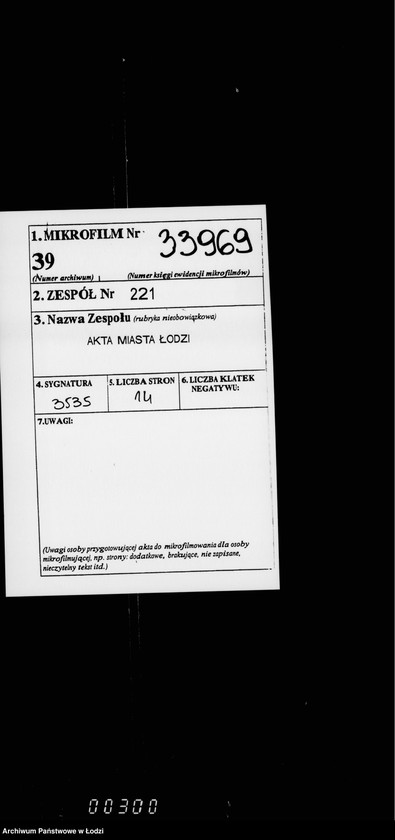 1. MIKROFILM Nr 33969
39
(Numer archiwum) (Numer księgi ewidencji mikrofilmów)
2. ZESPÓŁ Nr 221
3. Nazwa Zespołu (rubryka nieobowiązkowa)
AKTA MIASTA ŁODZI
4. SYGNATURA 5. LICZBA STRON 6. LICZBA KLATEK
NEGATYWU:
3535 14
7.UWAGI:
(Uwagi osoby przygotowującej akta do mikrofilmowania dla osoby
mikrofilmującej, np. strony: dodatkowe, brakujące, nie zapisane,
nieczytelny tekst itd.)
00300
Archiwum Państwowe w Łodzi